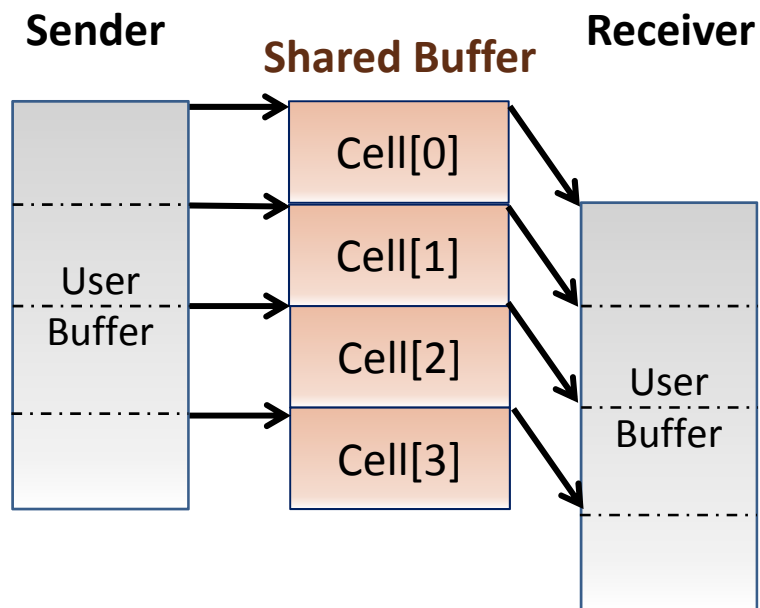 Sender
Shared Buffer
Receiver
Cell[0]
Cell[1]
Cell[2]
Cell[3]
User
Buffer
User
Buffer